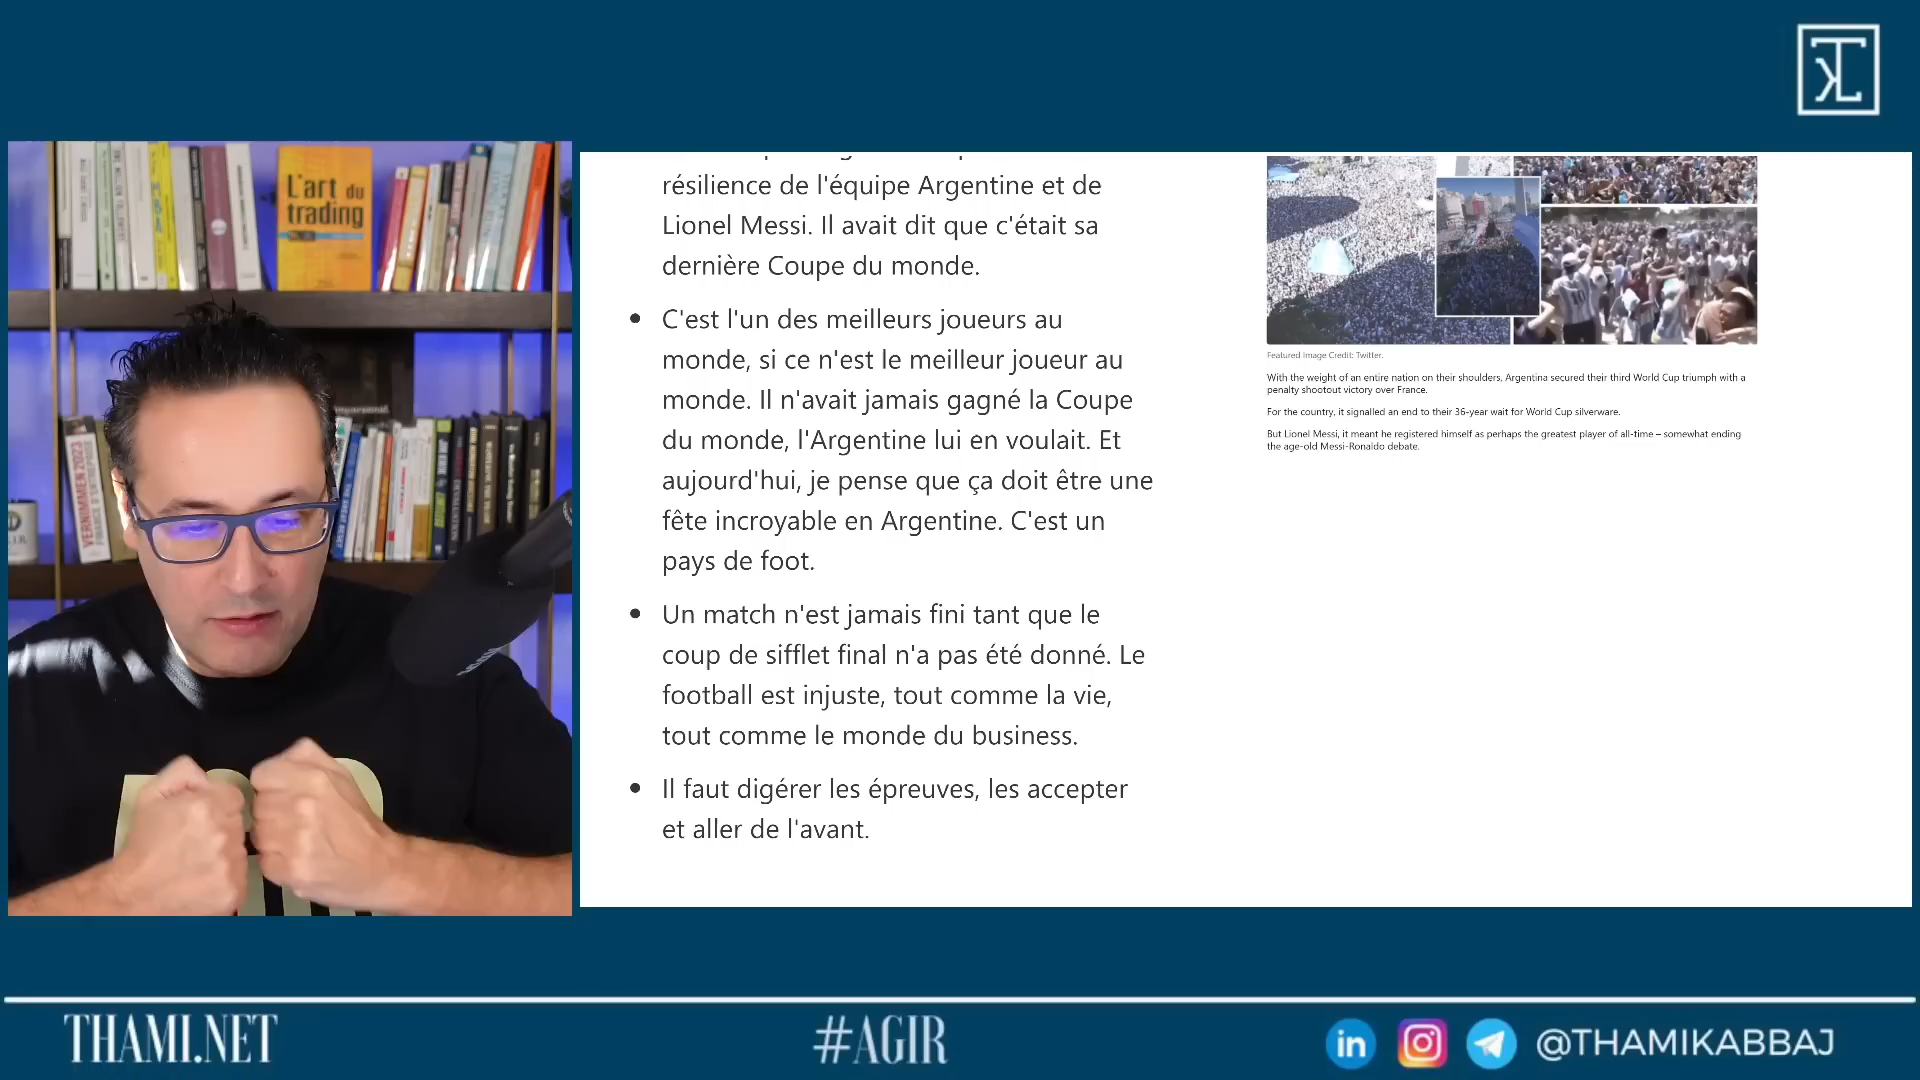 L'art du
trading
VERNIMMEN 2023
résilience de l'équipe Argentine et de
Lionel Messi. Il avait dit que c'était sa
dernière Coupe du monde.
• C'est l'un des meilleurs joueurs au
monde, si ce n'est le meilleur joueur au
monde. Il n'avait jamais gagné la Coupe
du monde, l'Argentine lui en voulait. Et
aujourd'hui, je pense que ça doit être une
fête incroyable en Argentine. C'est un
pays de foot.
• Un match n'est jamais fini tant que le
coup de sifflet final n'a pas été donné. Le
football est injuste, tout comme la vie,
tout comme le monde du business.
• Il faut digérer les épreuves, les accepter
et aller de l'avant.
Featured Image Credit: Twitter.
With the weight of an entire nation on their shoulders, Argentina secured their third World Cup triumph with a
penalty shootout victory over France.
For the country, it signalled an end to their 36-year wait for World Cup silverware.
But Lionel Messi, it meant he registered himself as perhaps the greatest player of all-time – somewhat ending
the age-old Messi-Ronaldo debate.
THAMI.NET
#AGIR
in
@THAMIKABBAJ